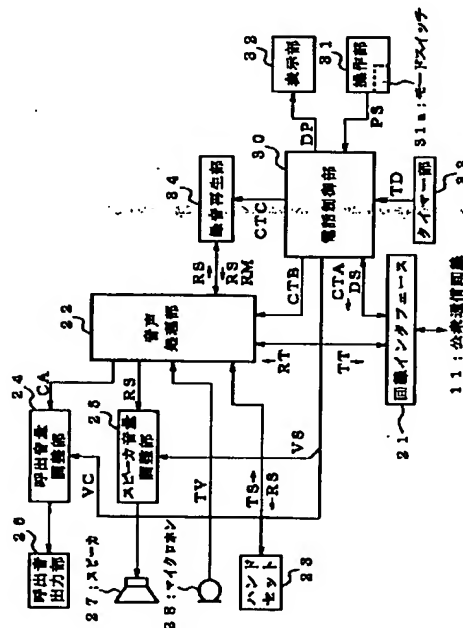 26
呼出音
出力部
24
呼出音量
調整部
CA
VC
27:スピーカ
25
スピーカ音量
調整部
RS
28:マイクロホン
TV
23
ハンド
セット
TS→
←RS
VS
22
音声
処理部
RT
TT
CTB
RS
RS
RM
34
録音再生部
CTC
30
電話制御部
CTA
DS
21
回線インタフェース
11:公衆通信回線
33
タイマー部
TD
DP
32
表示部
31
操作部
PS
31a:モードスイッチ